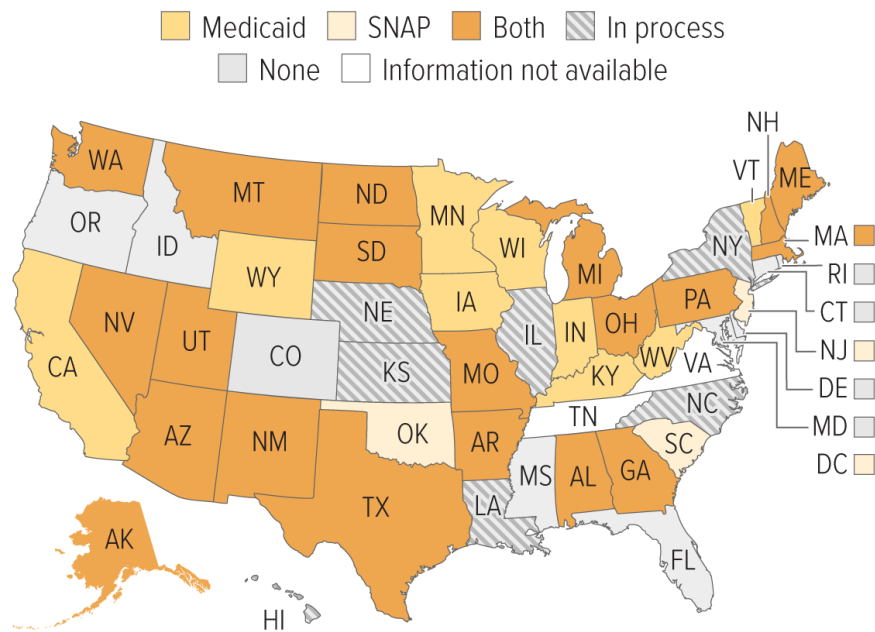 Medicaid SNAP Both In process
None Information not available
NH
WA
VT
ME
MT
ND
MN
OR
MA
NY
ID
WI
SD
RI
MI
WY
PA
IA
CT
NE
NV
OH
IL
IN
NJ
UT
CO
WV
VA
CA
KS
MO
KY
DE
NC
TN
MD
OK
AZ
NM
AR
SC
DC
MS
AL
GA
LA
TX
AK
FL
HI